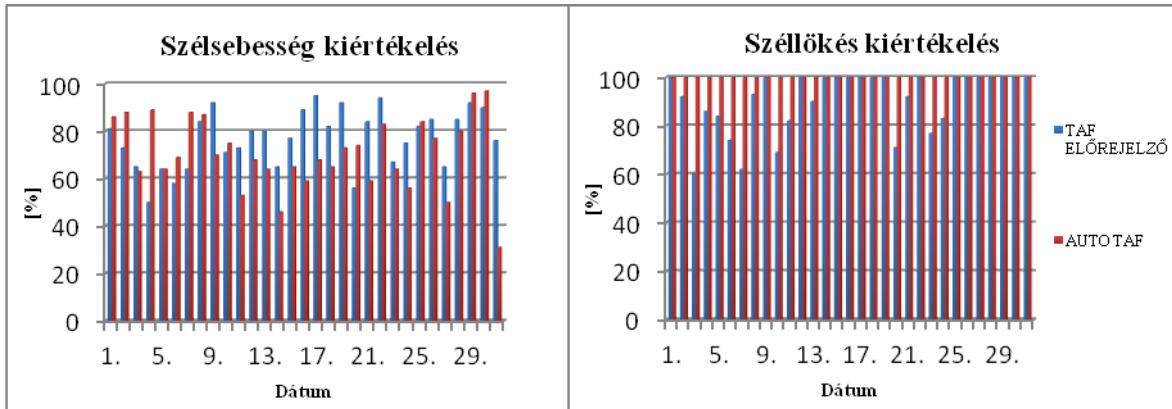 Szélsebesség kiértékelés
[%]
100
80
60
40
20
0
1. 5. 9. 13. 17. 21. 25. 29.
Dátum
Széllökés kiértékelés
[%]
100
80
60
40
20
0
1. 5. 9. 13. 17. 21. 25. 29.
Dátum
TAF
ELŐREJELZŐ
AUTO TAF